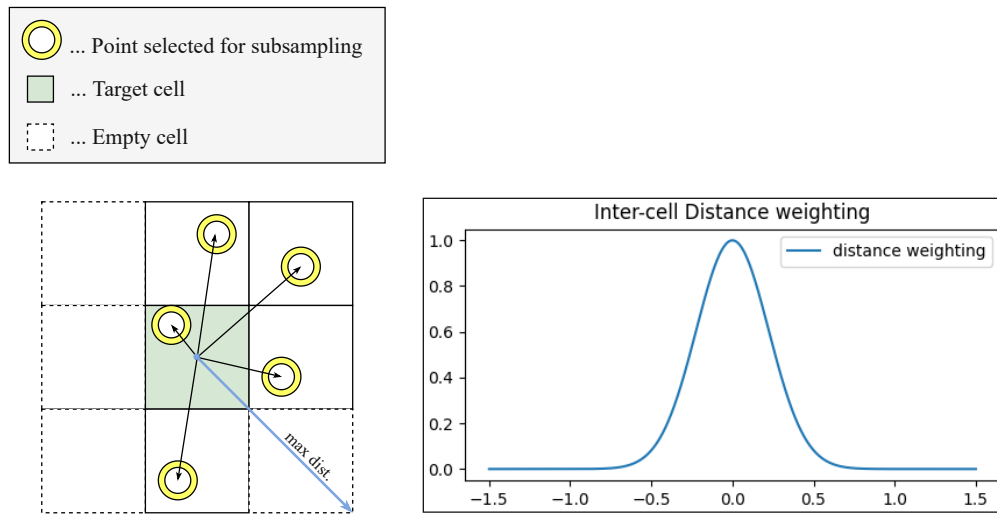 ... Point selected for subsampling
... Target cell
... Empty cell
max dist.
Inter-cell Distance weighting
distance weighting
1.0
0.8
0.6
0.4
0.2
0.0
−1.5 −1.0 −0.5 0.0 0.5 1.0 1.5